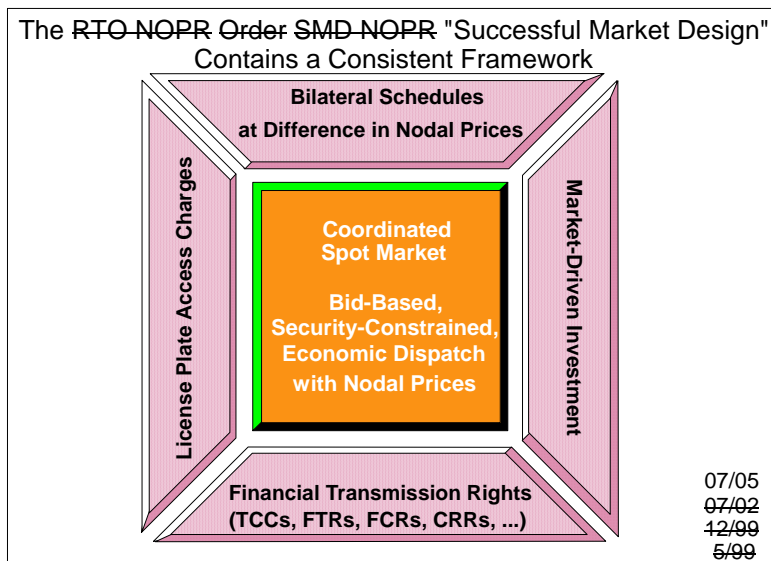 The RTO NOPR Order SMD NOPR "Successful Market Design"
Contains a Consistent Framework
Bilateral Schedules
at Difference in Nodal Prices
License Plate Access Charges
Coordinated
Spot Market
Bid-Based,
Security-Constrained,
Economic Dispatch
with Nodal Prices
Market-Driven Investment
Financial Transmission Rights
(TCCs, FTRs, FCRs, CRRs, ...)
07/05
07/02
12/99
5/99